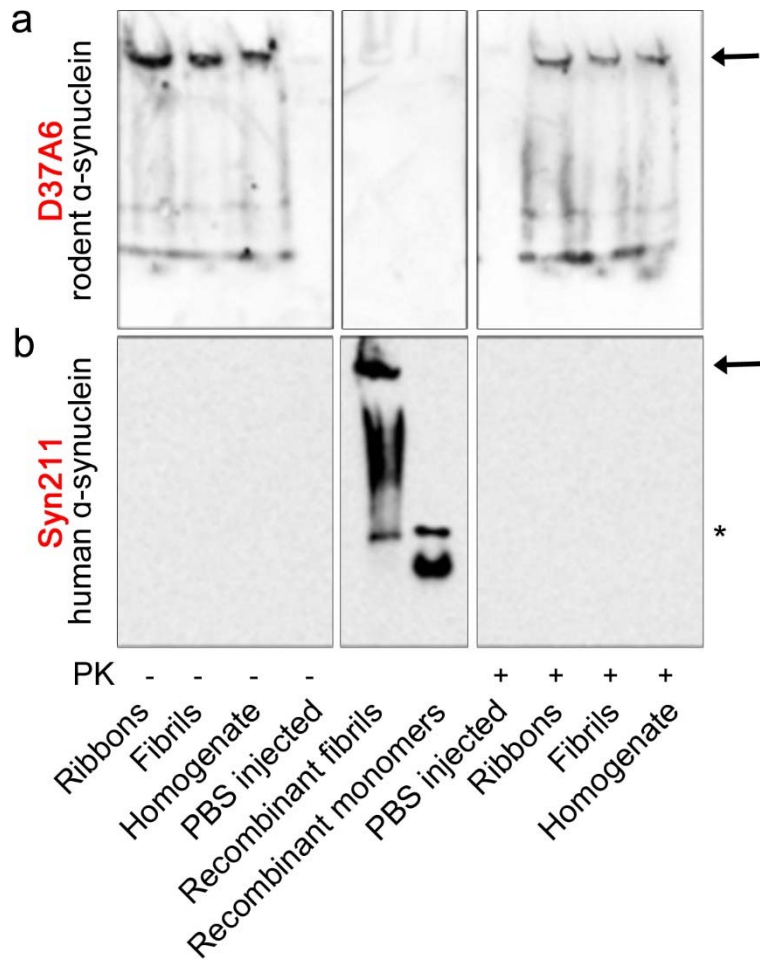 a
D37A6
rodent α-synuclein
b
Syn211
human α-synuclein
*
PK - - - - + + + +
Ribbons
Fibrils
Homogenate
PBS injected
Recombinant fibrils
Recombinant monomers
PBS injected
Ribbons
Fibrils
Homogenate